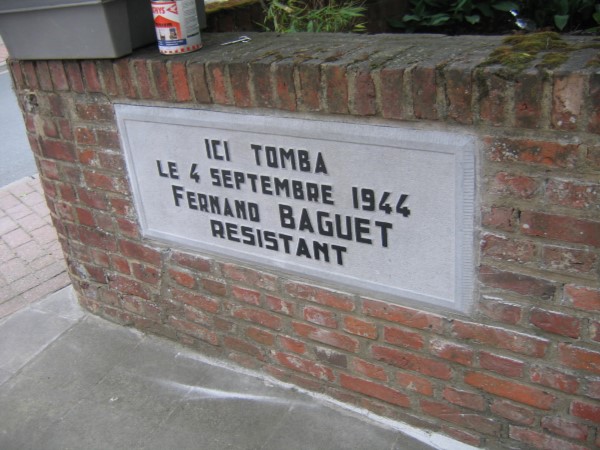 ICI TOMBA
LE 4 SEPTEMBRE 1944
FERNAND BAGUET
RESISTANT